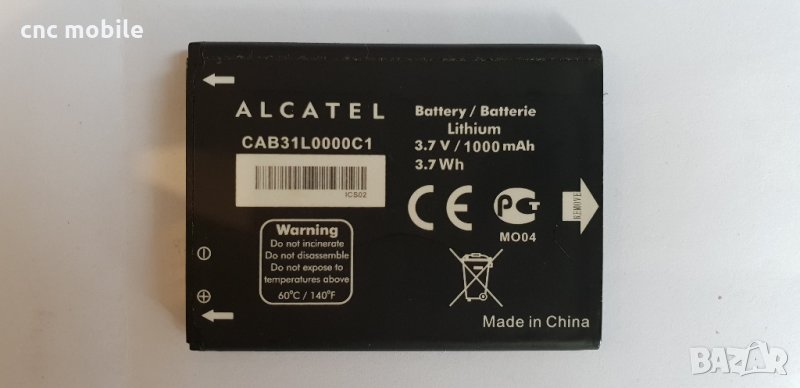 cnc mobile
ALCATEL
CAB31L0000C1
ICS02
Battery / Batterie
Lithium
3.7 V / 1000 mAh
3.7 Wh
CE
PCT
MO04
REMOVE
Warning
Do not incinerate
Do not disassemble
Do not expose to
temperatures above
60°C / 140°F
Made in China
BAZAR